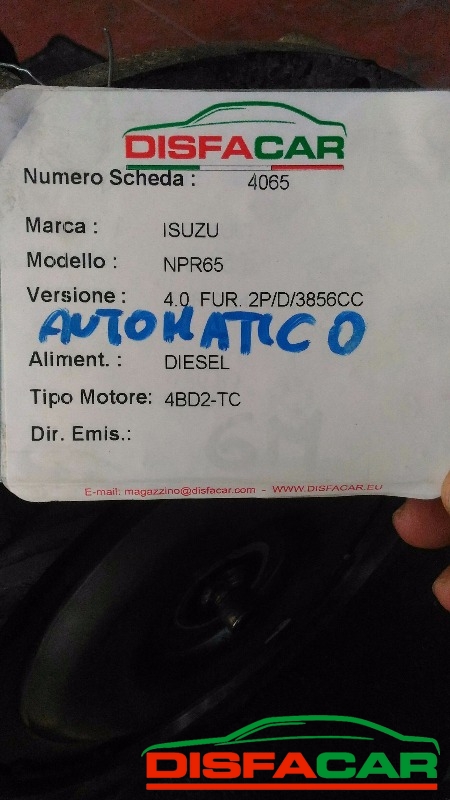 DISFACAR
Numero Scheda : 4065
Marca : ISUZU
Modello : NPR65
Versione : 4.0 FUR. 2P/D/3856CC
AUTOMATICO
Aliment. : DIESEL
Tipo Motore: 4BD2-TC
Dir. Emis.:
E-mail: magazzino@disfacar.com - WWW.DISFACAR.EU
DISFACAR